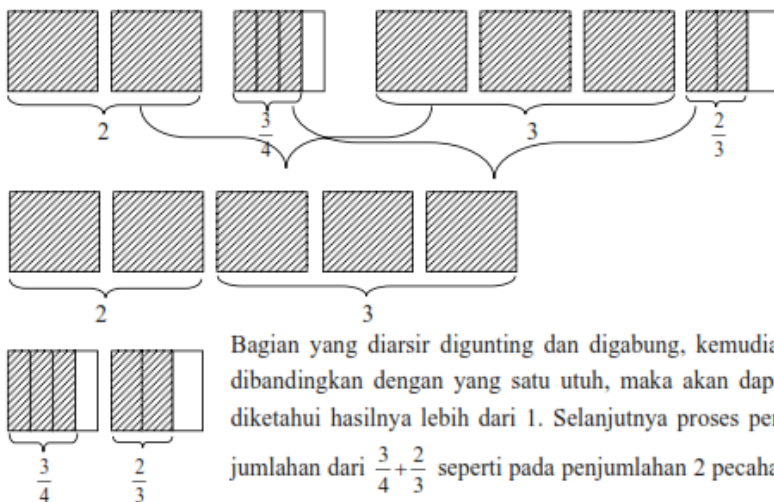 2 3/4 3 2/3
2 3
Bagian yang diarsir digunting dan digabung, kemudia
dibandingkan dengan yang satu utuh, maka akan dap
diketahui hasilnya lebih dari 1. Selanjutnya proses per
jumlahan dari 3/4 + 2/3 seperti pada penjumlahan 2 pecaha
3/4 2/3